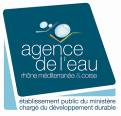 agence
de l'eau
rhône méditerranée & corse
établissement public du ministère
chargé du développement durable